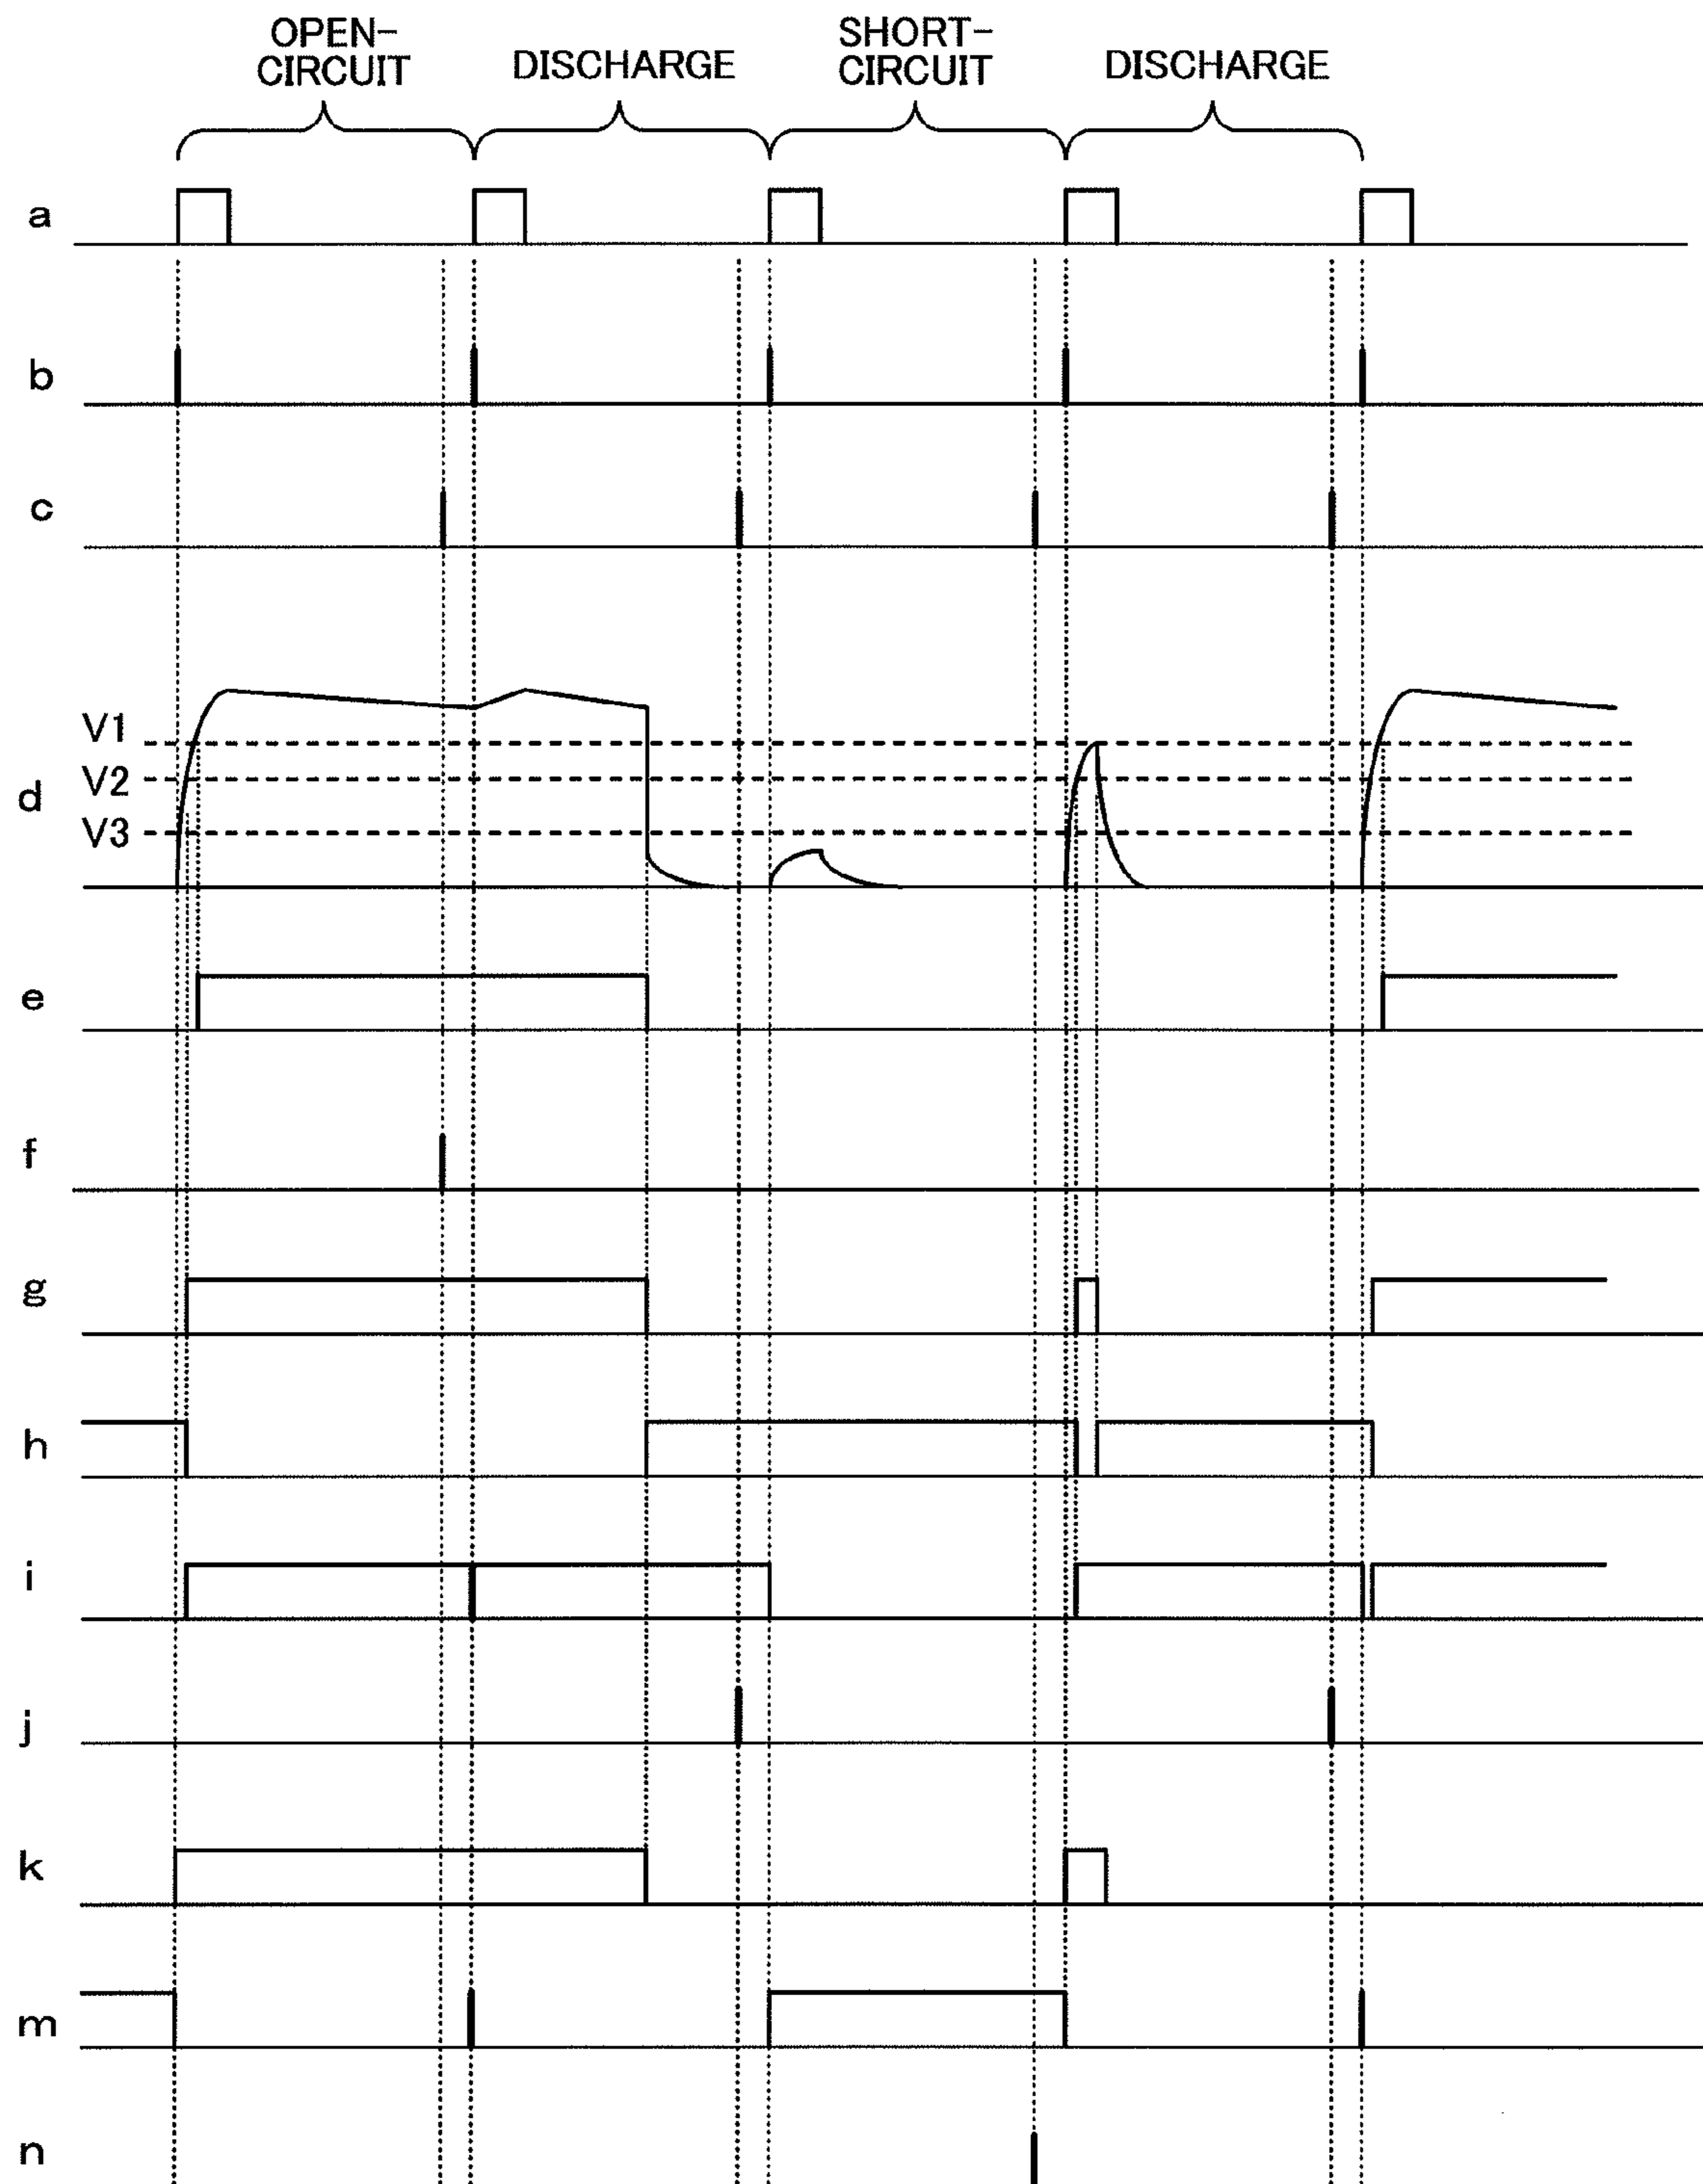 OPEN-
CIRCUIT
DISCHARGE
SHORT-
CIRCUIT
DISCHARGE
a
b
c
V1
V2
d
V3
e
f
g
h
i
j
k
m
n